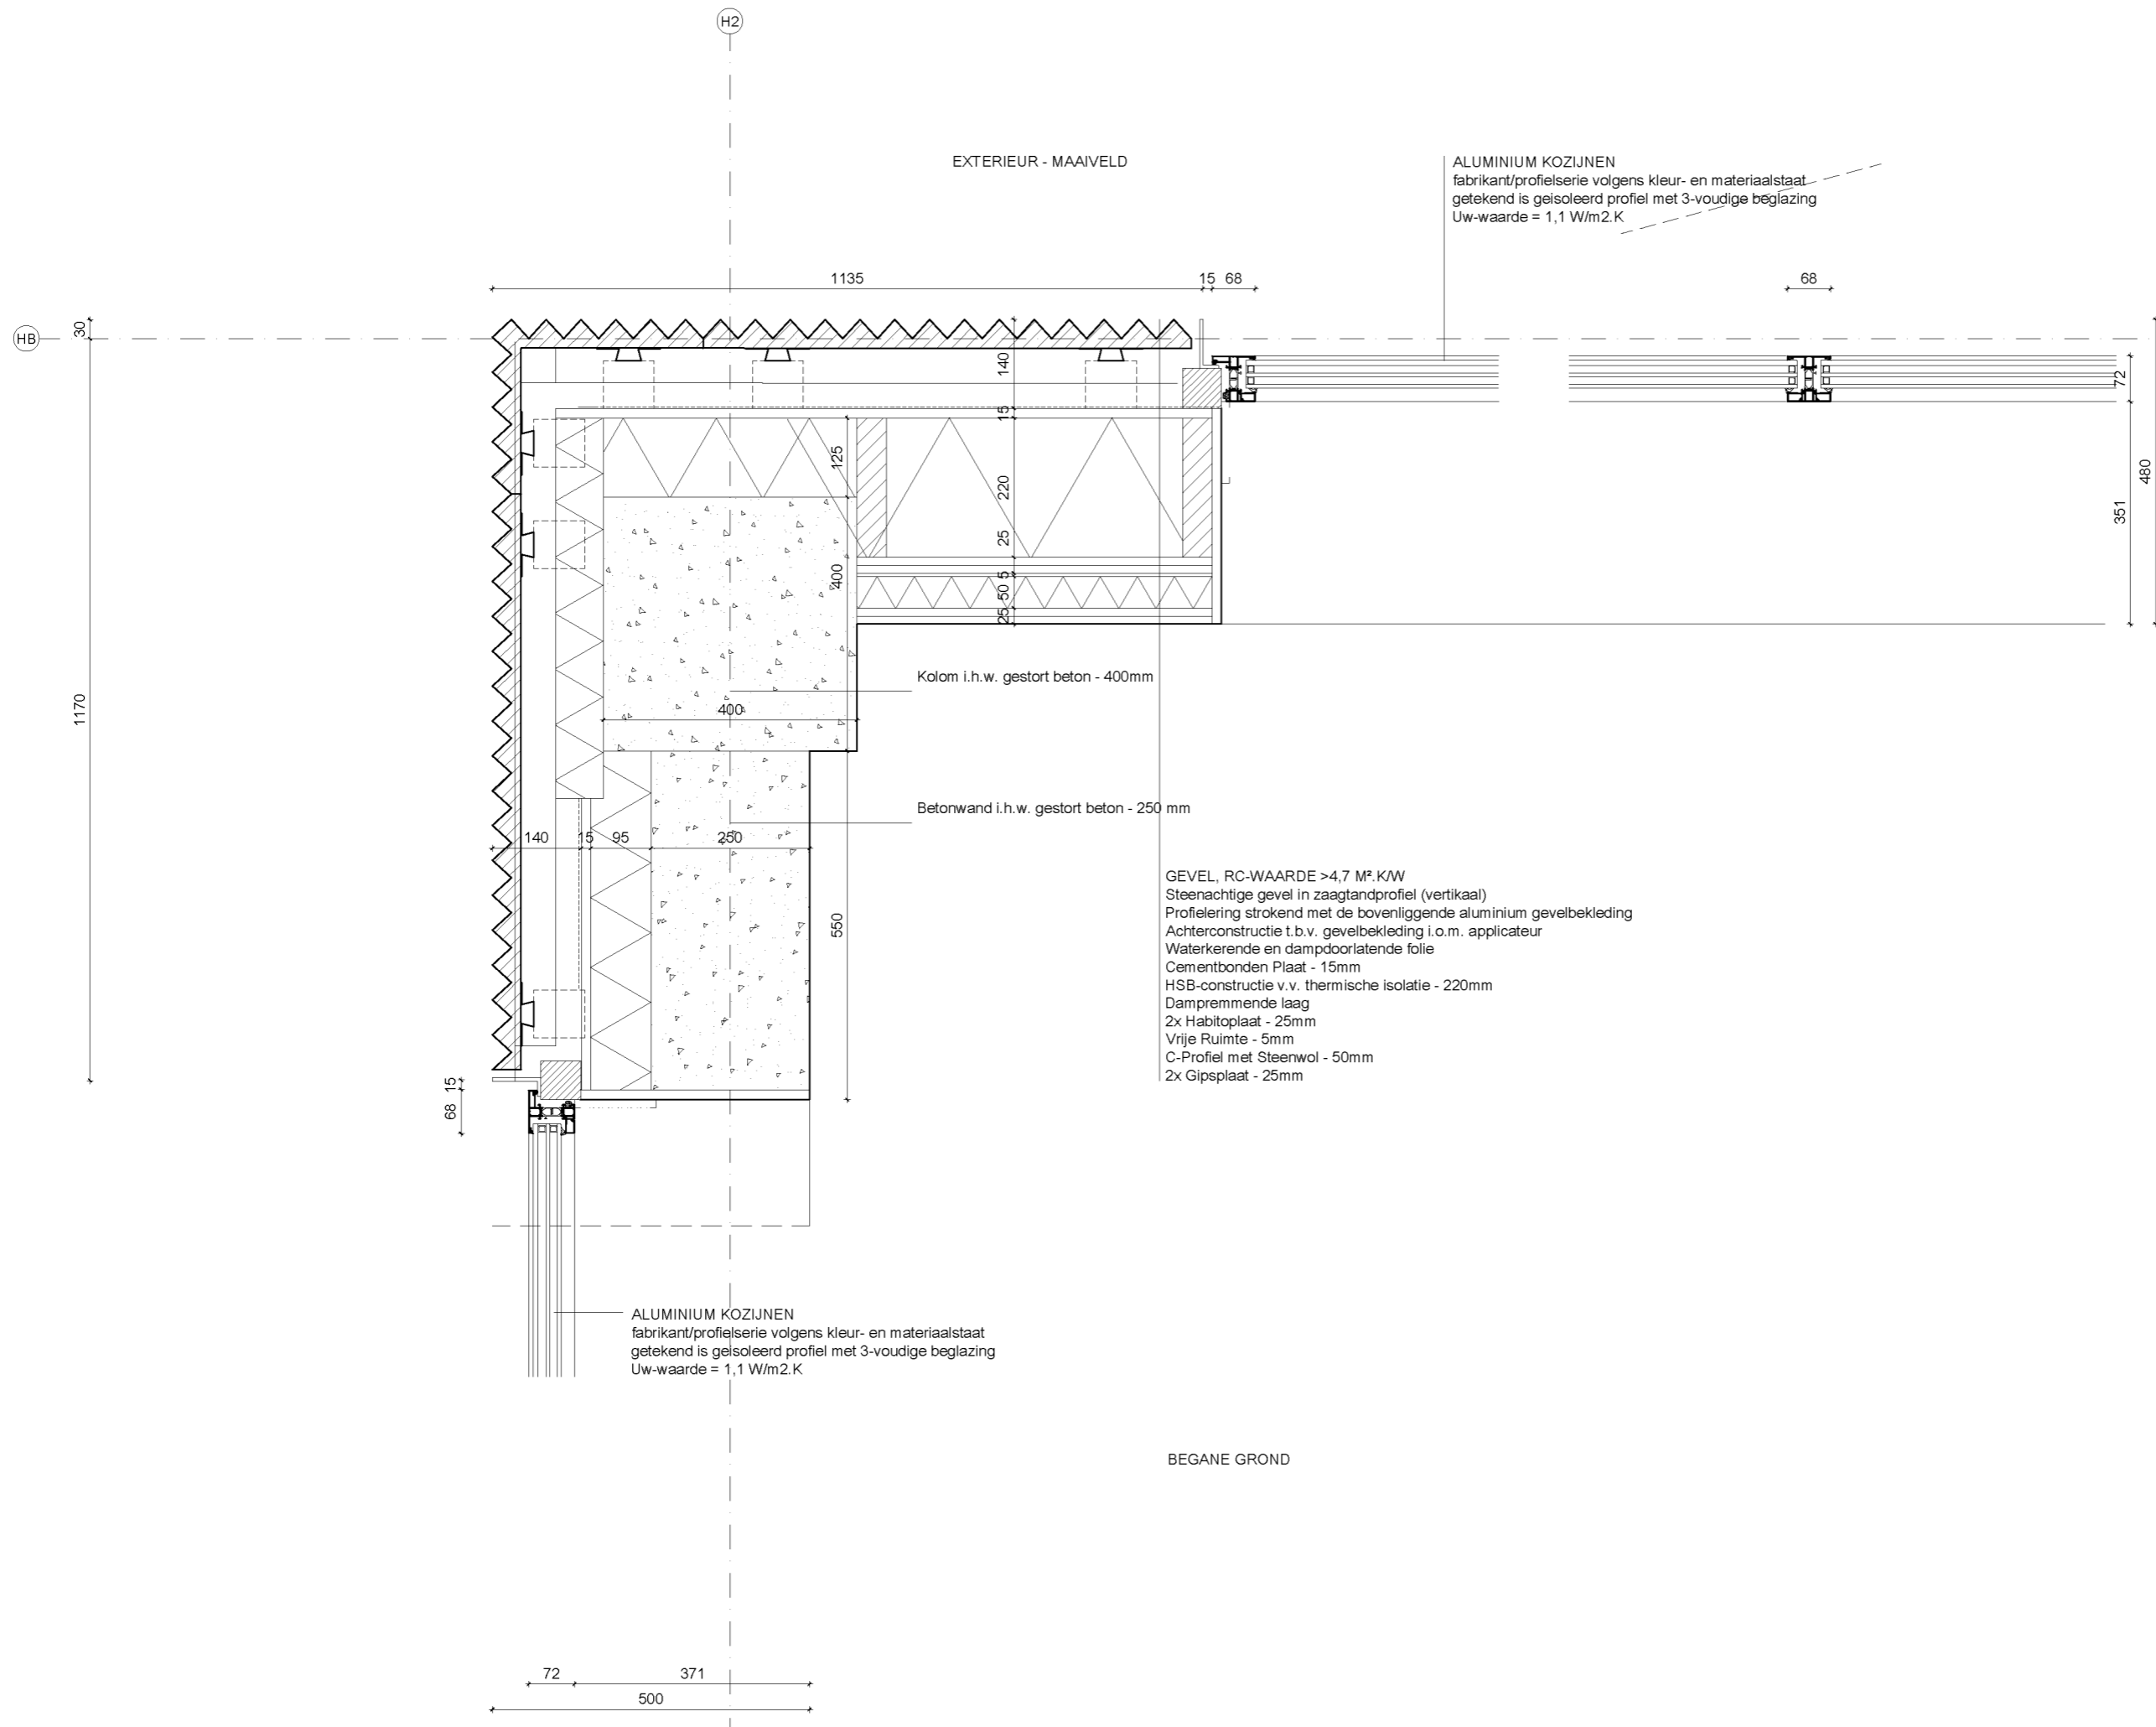 H2
EXTERIEUR - MAAIVELD
ALUMINIUM KOZIJNEN
fabrikant/profielserie volgens kleur- en materiaalstaat
getekend is geisoleerd profiel met 3-voudige beglazing
Uw-waarde = 1,1 W/m2.K
1135
15
68
68
HB
30
140
72
15
125
480
220
351
25
400
5
50
25
Kolom i.h.w. gestort beton - 400mm
1170
400
Betonwand i.h.w. gestort beton - 250 mm
140
15
95
250
550
GEVEL, RC-WAARDE >4,7 M².K/W
Steenachtige gevel in zaagtandprofiel (vertikaal)
Profielering strokend met de bovenliggende aluminium gevelbekleding
Achterconstructie t.b.v. gevelbekleding i.o.m. applicateur
Waterkerende en dampdoorlatende folie
Cementbonden Plaat - 15mm
HSB-constructie v.v. thermische isolatie - 220mm
Dampremmende laag
2x Habitoplaat - 25mm
Vrije Ruimte - 5mm
C-Profiel met Steenwol - 50mm
2x Gipsplaat - 25mm
15
68
ALUMINIUM KOZIJNEN
fabrikant/profielserie volgens kleur- en materiaalstaat
getekend is geisoleerd profiel met 3-voudige beglazing
Uw-waarde = 1,1 W/m2.K
BEGANE GROND
72
371
500